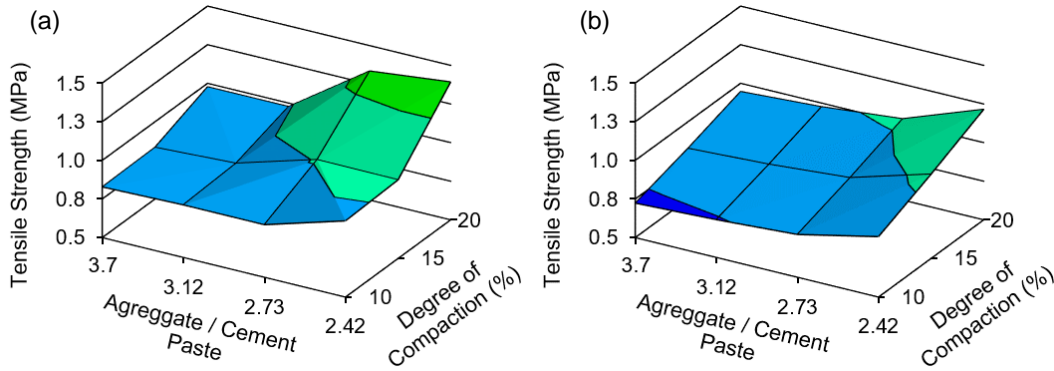 (a)
Tensile Strength (MPa)
1.5
1.3
1.0
0.8
0.5
3.7
3.12
2.73
2.42
Agreggate / Cement
Paste
10
15
20
Degree of
Compaction (%)
(b)
Tensile Strength (MPa)
1.5
1.3
1.0
0.8
0.5
3.7
3.12
2.73
2.42
Agreggate / Cement
Paste
10
15
20
Degree of
Compaction (%)